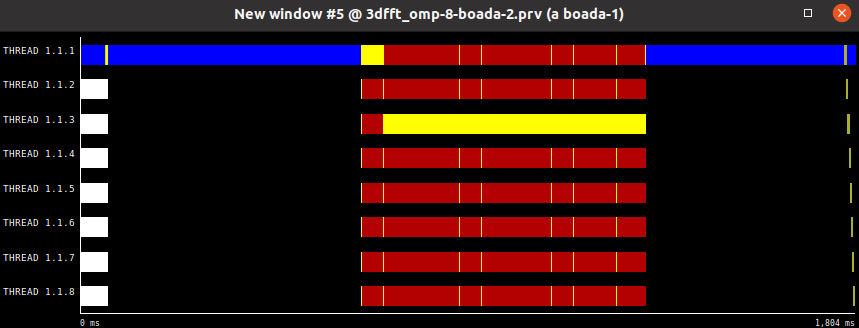 New window #5 @ 3dfft_omp-8-boada-2.prv (a boada-1)
THREAD 1.1.1
THREAD 1.1.2
THREAD 1.1.3
THREAD 1.1.4
THREAD 1.1.5
THREAD 1.1.6
THREAD 1.1.7
THREAD 1.1.8
0 ms
1,804 ms